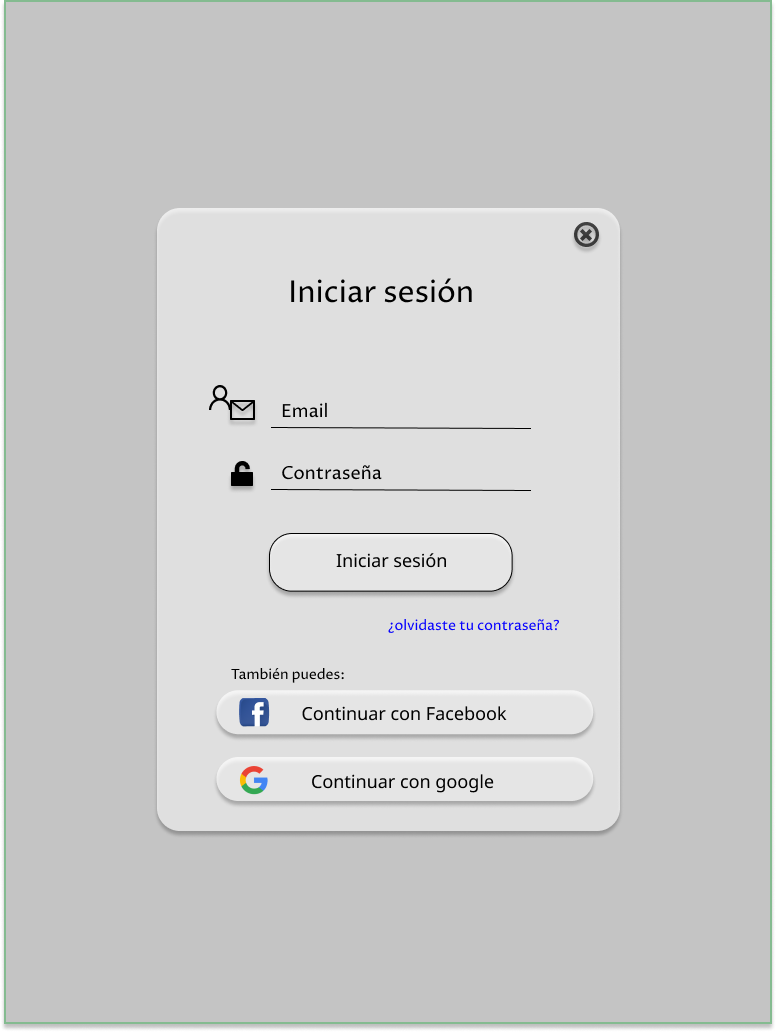 Iniciar sesión
Email
Contraseña
Iniciar sesión
¿olvidaste tu contraseña?
También puedes:
Continuar con Facebook
Continuar con google